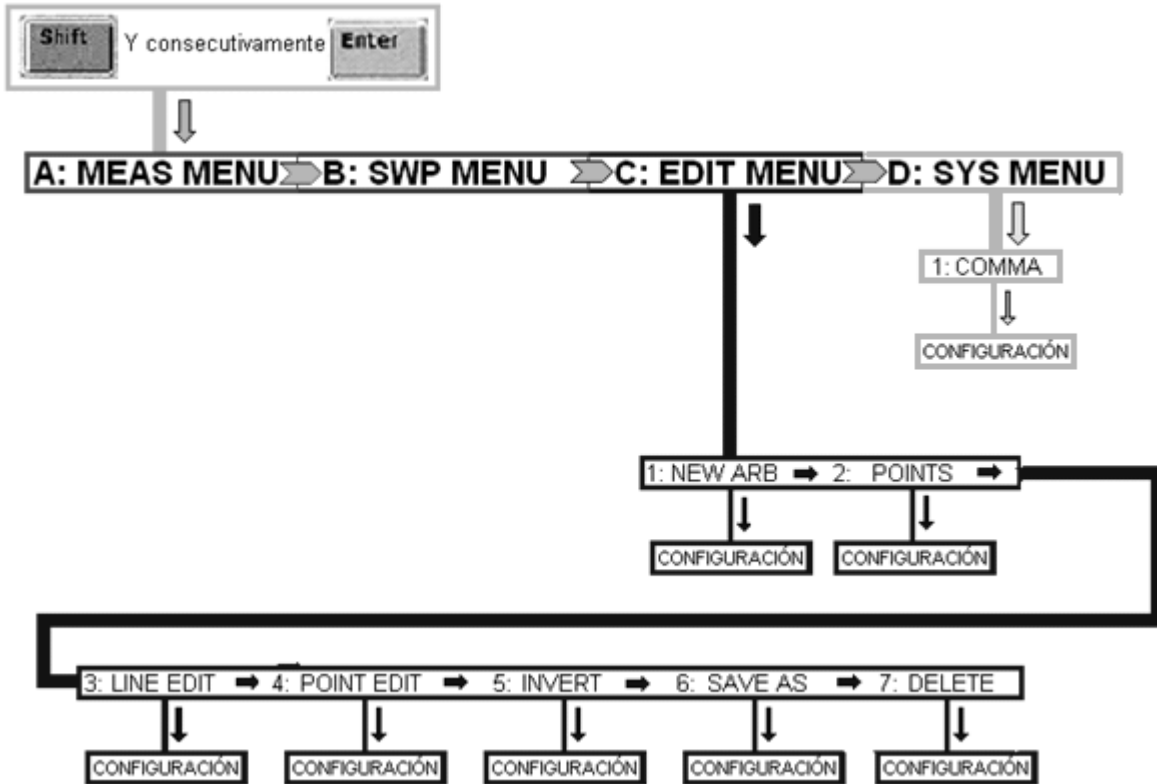 Shift Y consecutivamente Enter
A: MEAS MENU B: SWP MENU C: EDIT MENU D: SYS MENU
1: COMMA
CONFIGURACIÓN
1: NEW ARB 2: POINTS
CONFIGURACIÓN CONFIGURACIÓN
3: LINE EDIT 4: POINT EDIT 5: INVERT 6: SAVE AS 7: DELETE
CONFIGURACIÓN CONFIGURACIÓN CONFIGURACIÓN CONFIGURACIÓN CONFIGURACIÓN